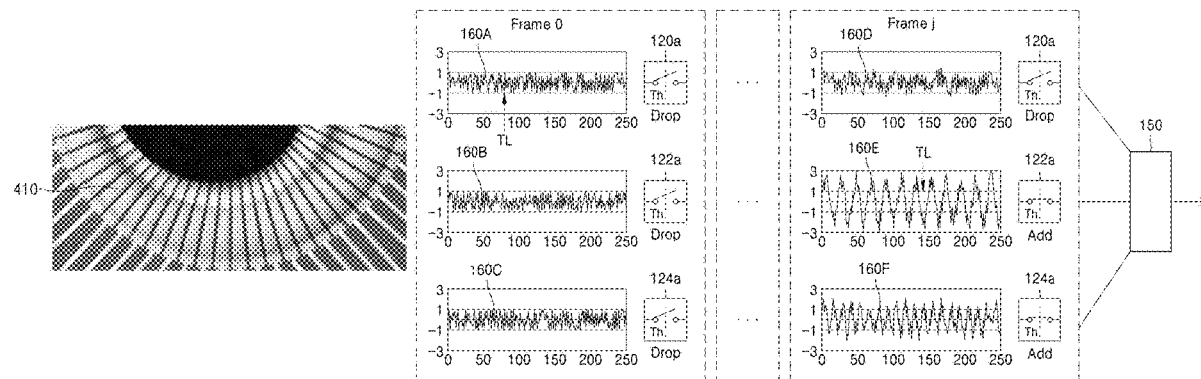 Frame 0
160A
120a
3
1
-1
-3
0 50 100 150 200 250
TL
Th.
Drop
160B
122a
3
1
-1
-3
0 50 100 150 200 250
Th.
Drop
160C
124a
3
1
-1
-3
0 50 100 150 200 250
Th.
Drop
410
...
...
...
Frame j
160D
120a
3
1
-1
-3
0 50 100 150 200 250
Th.
Drop
160E
TL
122a
3
1
-1
-3
0 50 100 150 200 250
Th.
Add
160F
124a
3
1
-1
-3
0 50 100 150 200 250
Th.
Add
150